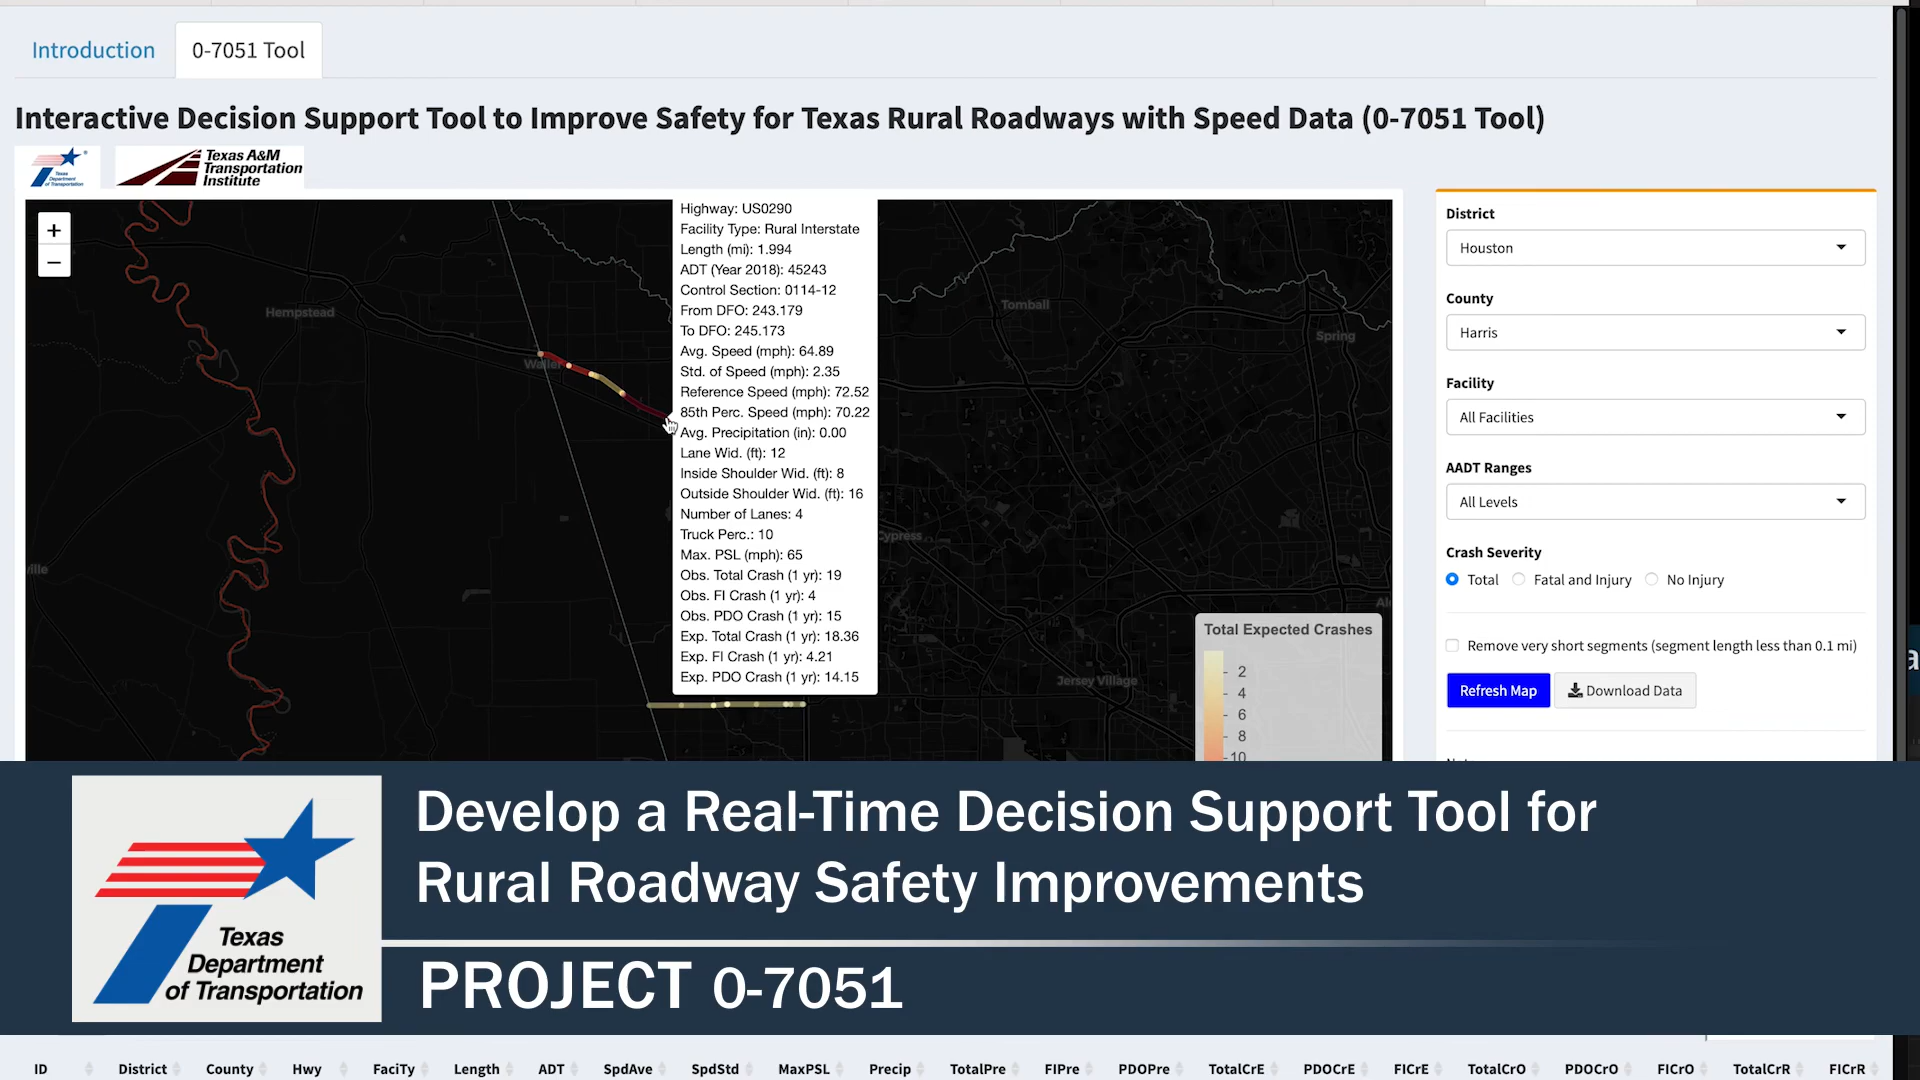 Introduction
0-7051 Tool
Interactive Decision Support Tool to Improve Safety for Texas Rural Roadways with Speed Data (0-7051 Tool)
Texas
Department
of Transportation
Texas A&M
Transportation
Institute
+
−
Hempstead
Waller
ville
Tomball
Spring
Cypress
Jersey Village
Highway: US0290
Facility Type: Rural Interstate
Length (mi): 1.994
ADT (Year 2018): 45243
Control Section: 0114-12
From DFO: 243.179
To DFO: 245.173
Avg. Speed (mph): 64.89
Std. of Speed (mph): 2.35
Reference Speed (mph): 72.52
85th Perc. Speed (mph): 70.22
Avg. Precipitation (in): 0.00
Lane Wid. (ft): 12
Inside Shoulder Wid. (ft): 8
Outside Shoulder Wid. (ft): 16
Number of Lanes: 4
Truck Perc.: 10
Max. PSL (mph): 65
Obs. Total Crash (1 yr): 19
Obs. FI Crash (1 yr): 4
Obs. PDO Crash (1 yr): 15
Exp. Total Crash (1 yr): 18.36
Exp. FI Crash (1 yr): 4.21
Exp. PDO Crash (1 yr): 14.15
Total Expected Crashes
2
4
6
8
10
District
Houston
County
Harris
Facility
All Facilities
AADT Ranges
All Levels
Crash Severity
Total Fatal and Injury No Injury
Remove very short segments (segment length less than 0.1 mi)
Refresh Map Download Data
Texas
Department
of Transportation
Develop a Real-Time Decision Support Tool for
Rural Roadway Safety Improvements
PROJECT 0-7051
ID District County Hwy FaciTy Length ADT SpdAve SpdStd MaxPSL Precip TotalPre FIPre PDOPre TotalCrE PDOCrE FICrE TotalCrO PDOCrO FICrO TotalCrR FICrR